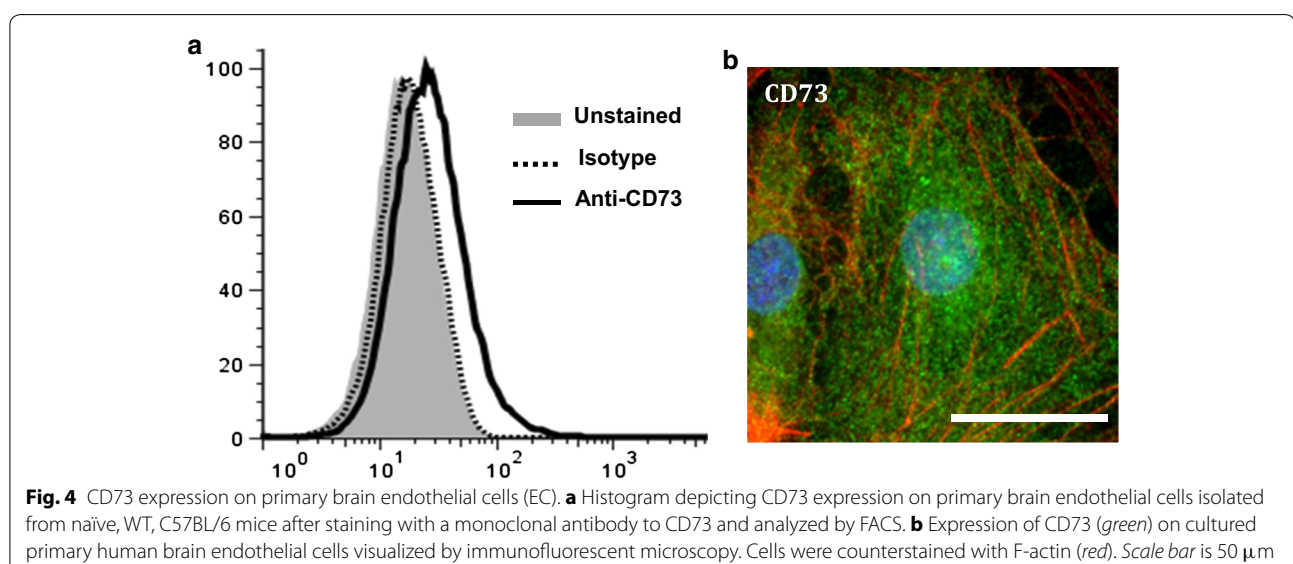 a
b
100
80
60
40
20
0
10⁰ 10¹ 10² 10³
Unstained
Isotype
Anti-CD73
CD73
Fig. 4 CD73 expression on primary brain endothelial cells (EC). a Histogram depicting CD73 expression on primary brain endothelial cells isolated
from naïve, WT, C57BL/6 mice after staining with a monoclonal antibody to CD73 and analyzed by FACS. b Expression of CD73 (green) on cultured
primary human brain endothelial cells visualized by immunofluorescent microscopy. Cells were counterstained with F-actin (red). Scale bar is 50 μm